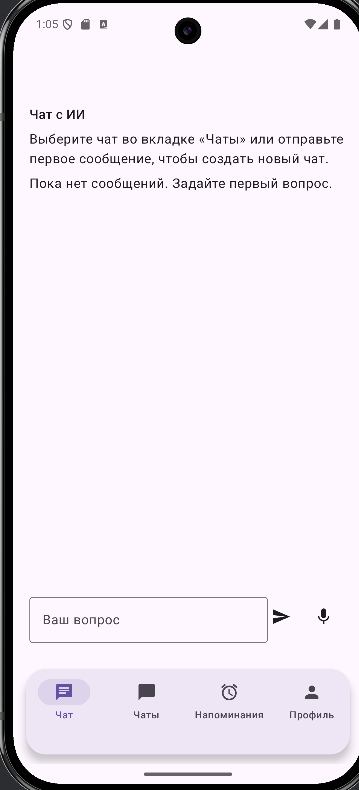 1:05
Чат с ИИ
Выберите чат во вкладке «Чаты» или отправьте
первое сообщение, чтобы создать новый чат.
Пока нет сообщений. Задайте первый вопрос.
Ваш вопрос
Чат
Чаты
Напоминания
Профиль